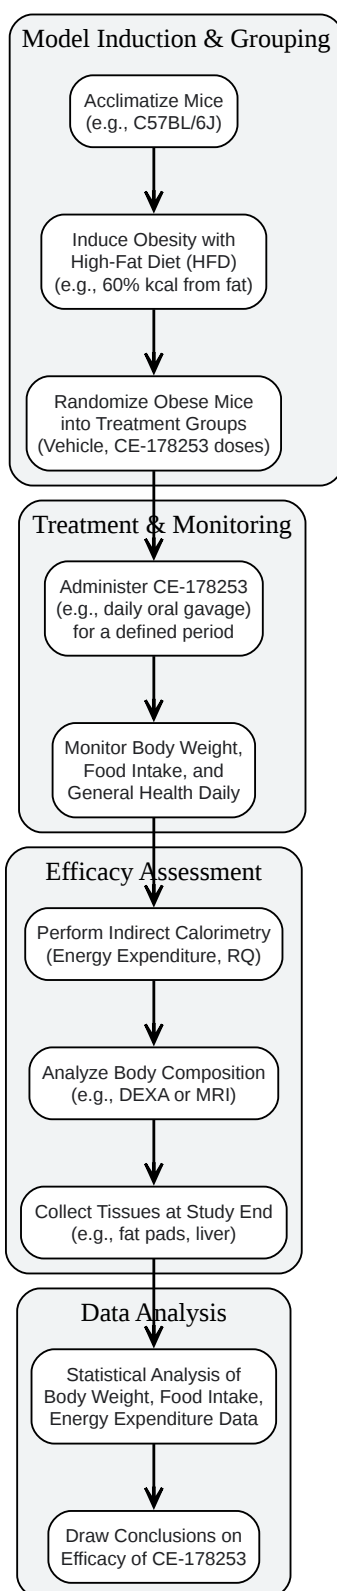 Model Induction & Grouping
Acclimatize Mice
(e.g., C57BL/6J)
Induce Obesity with
High-Fat Diet (HFD)
(e.g., 60% kcal from fat)
Randomize Obese Mice
into Treatment Groups
(Vehicle, CE-178253 doses)
Treatment & Monitoring
Administer CE-178253
(e.g., daily oral gavage)
for a defined period
Monitor Body Weight,
Food Intake, and
General Health Daily
Efficacy Assessment
Perform Indirect Calorimetry
(Energy Expenditure, RQ)
Analyze Body Composition
(e.g., DEXA or MRI)
Collect Tissues at Study End
(e.g., fat pads, liver)
Data Analysis
Statistical Analysis of
Body Weight, Food Intake,
Energy Expenditure Data
Draw Conclusions on
Efficacy of CE-178253